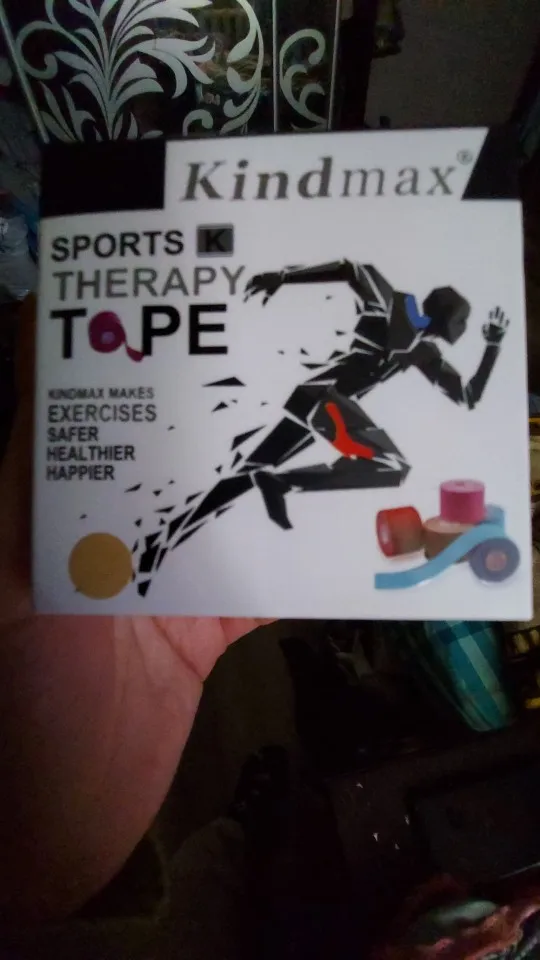 Kindmax®
SPORTS K
THERAPY
TAPE
KINDMAX MAKES
EXERCISES
SAFER
HEALTHIER
HAPPIER